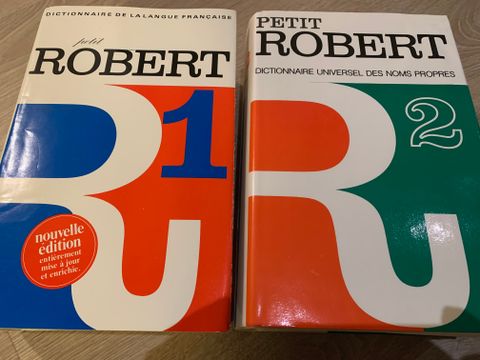 DICTIONNAIRE DE LA LANGUE FRANÇAISE
petit
ROBERT
1
R
nouvelle
édition
entièrement
mise à jour
et enrichie.
PETIT
ROBERT
DICTIONNAIRE UNIVERSEL DES NOMS PROPRES
2
R